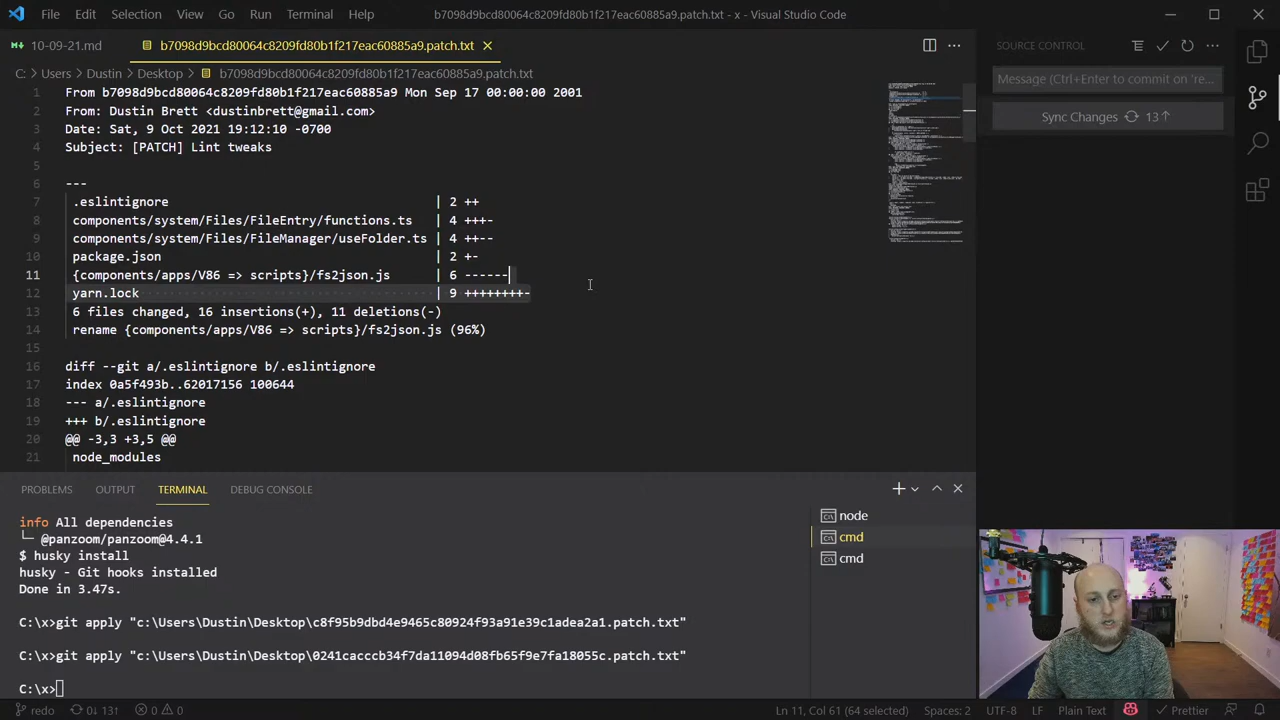 File Edit Selection View Go Run Terminal Help b7098d9bcd80064c8209fd80b1f217eac60885a9.patch.txt - x - Visual Studio Code
10-09-21.md b7098d9bcd80064c8209fd80b1f217eac60885a9.patch.txt
C: > Users > Dustin > Desktop > b7098d9bcd80064c8209fd80b1f217eac60885a9.patch.txt
1 From b7098d9bcd80064c8209fd80b1f217eac60885a9 Mon Sep 17 00:00:00 2001
2 From: Dustin Brett <dustinbrett@gmail.com>
3 Date: Sat, 9 Oct 2021 19:12:10 -0700
4 Subject: [PATCH] Lint tweaks
5
6 ---
7 .eslintignore | 2 ++
8 components/system/Files/FileEntry/functions.ts | 4 +++-
9 components/system/Files/FileManager/useFolder.ts | 4 ++--
10 package.json | 2 +-
11 {components/apps/V86 => scripts}/fs2json.js | 6 ------
12 yarn.lock | 9 ++++++++-
13 6 files changed, 16 insertions(+), 11 deletions(-)
14 rename {components/apps/V86 => scripts}/fs2json.js (96%)
15
16 diff --git a/.eslintignore b/.eslintignore
17 index 0a5f493b..62017156 100644
18 --- a/.eslintignore
19 +++ b/.eslintignore
20 @@ -3,3 +3,5 @@
21 node_modules
SOURCE CONTROL
Message (Ctrl+Enter to commit on 're...
Sync Changes 13↑
PROBLEMS OUTPUT TERMINAL DEBUG CONSOLE
info All dependencies
└─ @panzoom/panzoom@4.4.1
$ husky install
husky - Git hooks installed
Done in 3.47s.
C:\x>git apply "c:\Users\Dustin\Desktop\c8f95b9dbd4e9465c80924f93a91e39c1adea2a1.patch.txt"
C:\x>git apply "c:\Users\Dustin\Desktop\0241cacccb34f7da11094d08fb65f9e7fa18055c.patch.txt"
C:\x>
node
cmd
cmd
redo 0↓ 13↑ 0 0 Ln 11, Col 61 (64 selected) Spaces: 2 UTF-8 LF Plain Text Prettier